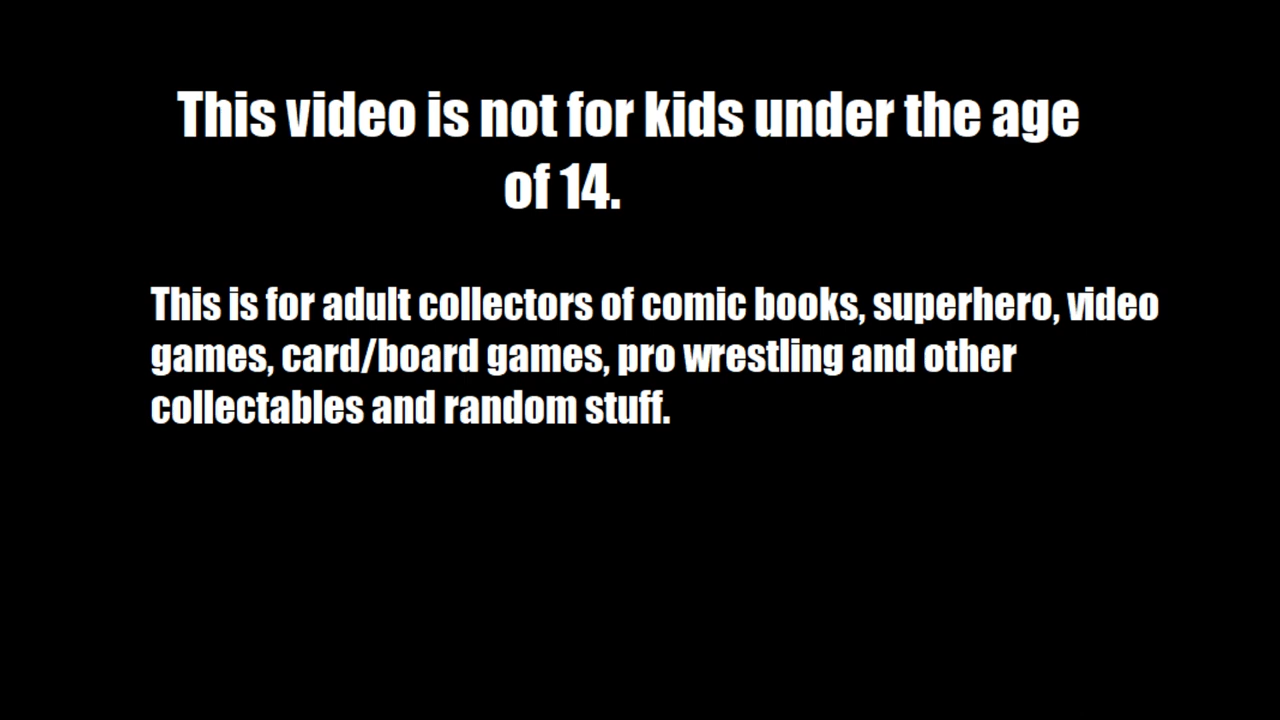 This video is not for kids under the age
of 14.
This is for adult collectors of comic books, superhero, video
games, card/board games, pro wrestling and other
collectables and random stuff.